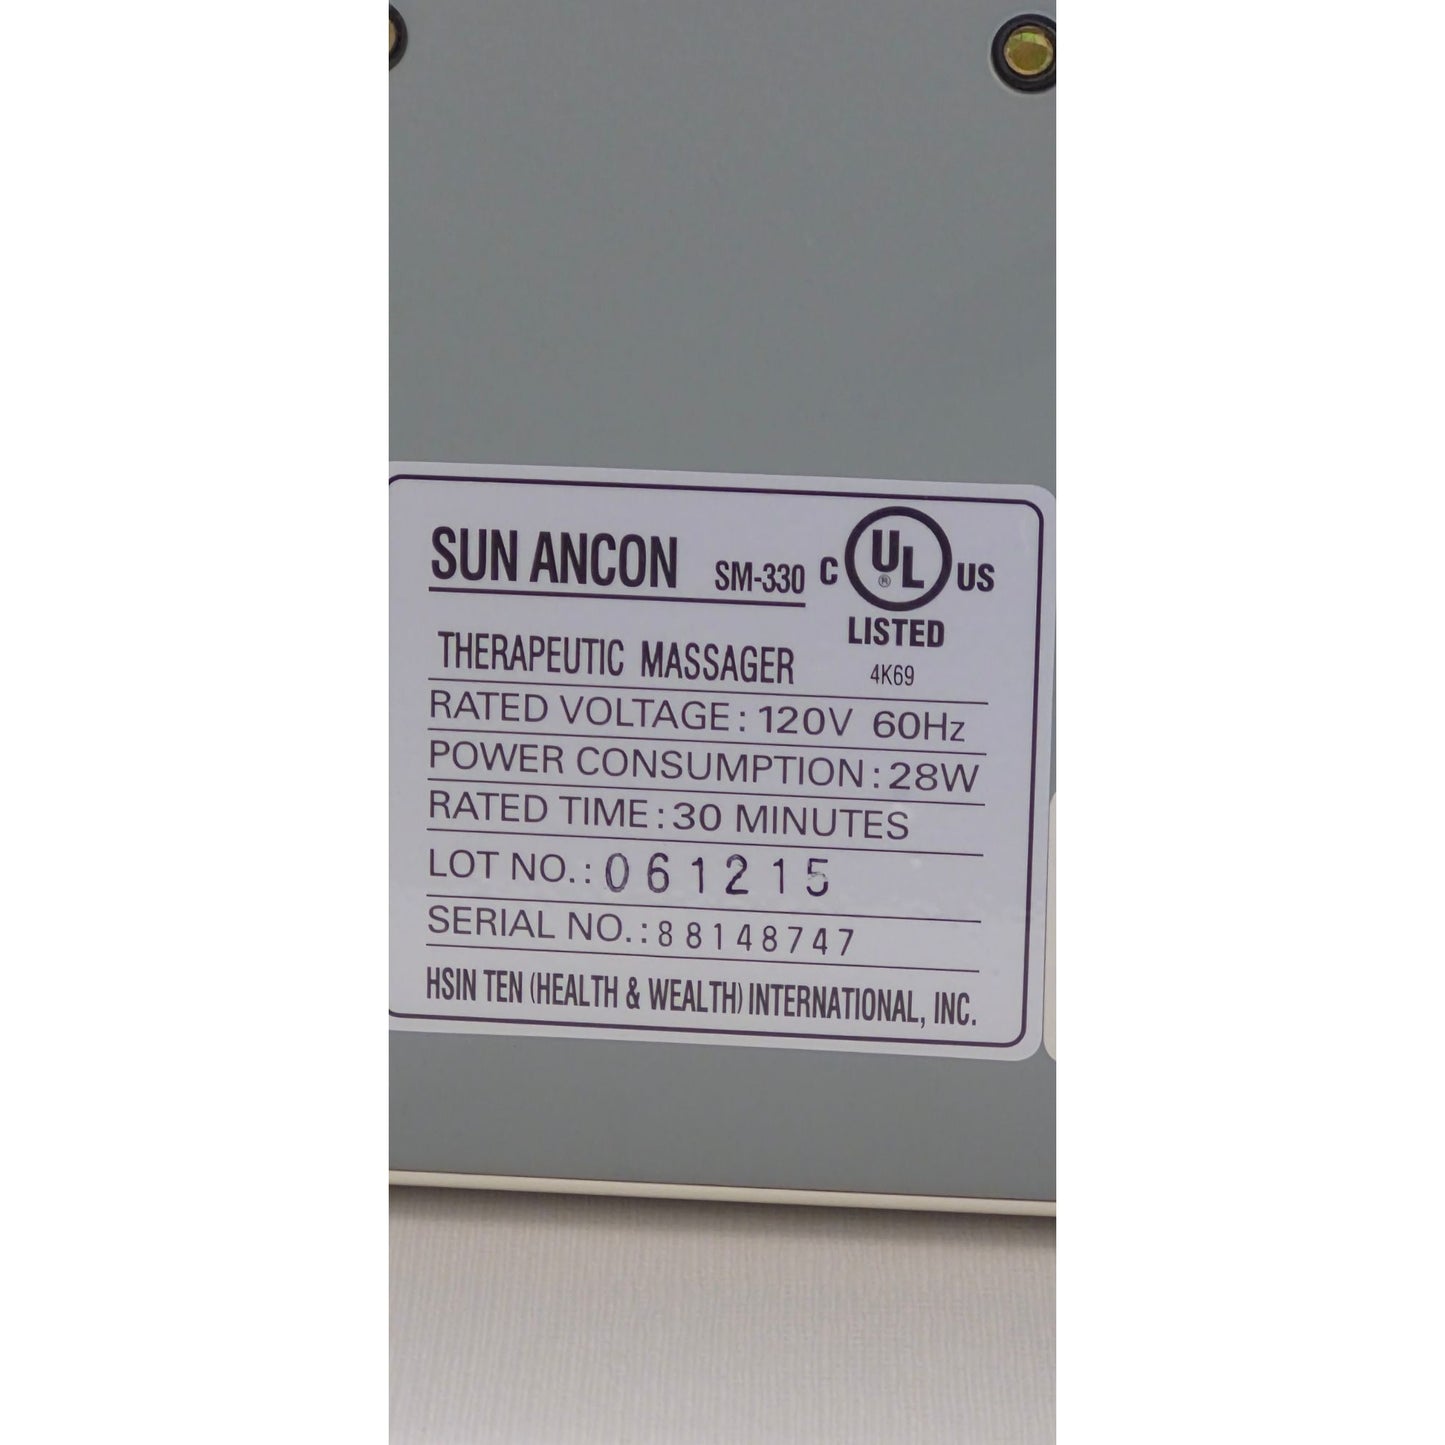 SUN ANCON SM-330 C UL® US
LISTED
THERAPEUTIC MASSAGER 4K69
RATED VOLTAGE : 120V 60Hz
POWER CONSUMPTION : 28W
RATED TIME : 30 MINUTES
LOT NO. : 061215
SERIAL NO. : 88148747
HSIN TEN (HEALTH & WEALTH) INTERNATIONAL, INC.